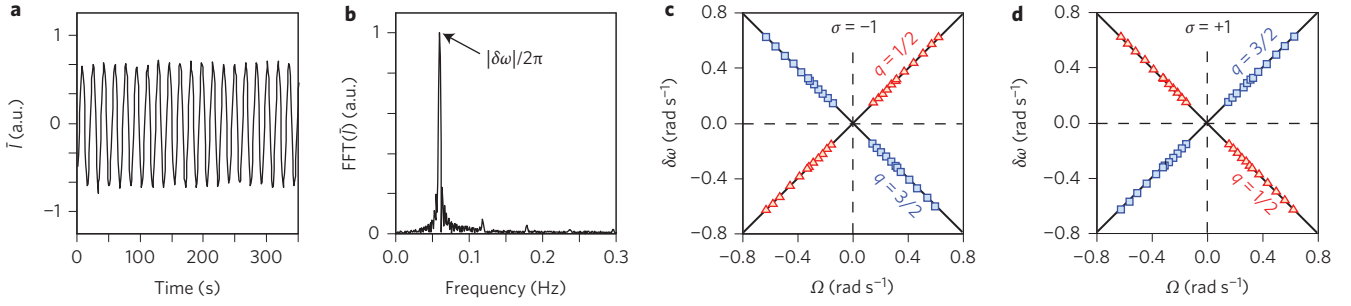 a
1
0
−1
Ī (a.u.)
0
100
200
300
Time (s)
b
1
0
FFT(Ī) (a.u.)
|δω|/2π
0.0
0.1
0.2
0.3
Frequency (Hz)
c
0.8
0.4
0.0
−0.4
−0.8
δω (rad s⁻¹)
σ = −1
q = 1/2
q = 3/2
−0.8
−0.4
0.0
0.4
0.8
Ω (rad s⁻¹)
d
0.8
0.4
0.0
−0.4
−0.8
δω (rad s⁻¹)
σ = +1
q = 3/2
q = 1/2
−0.8
−0.4
0.0
0.4
0.8
Ω (rad s⁻¹)